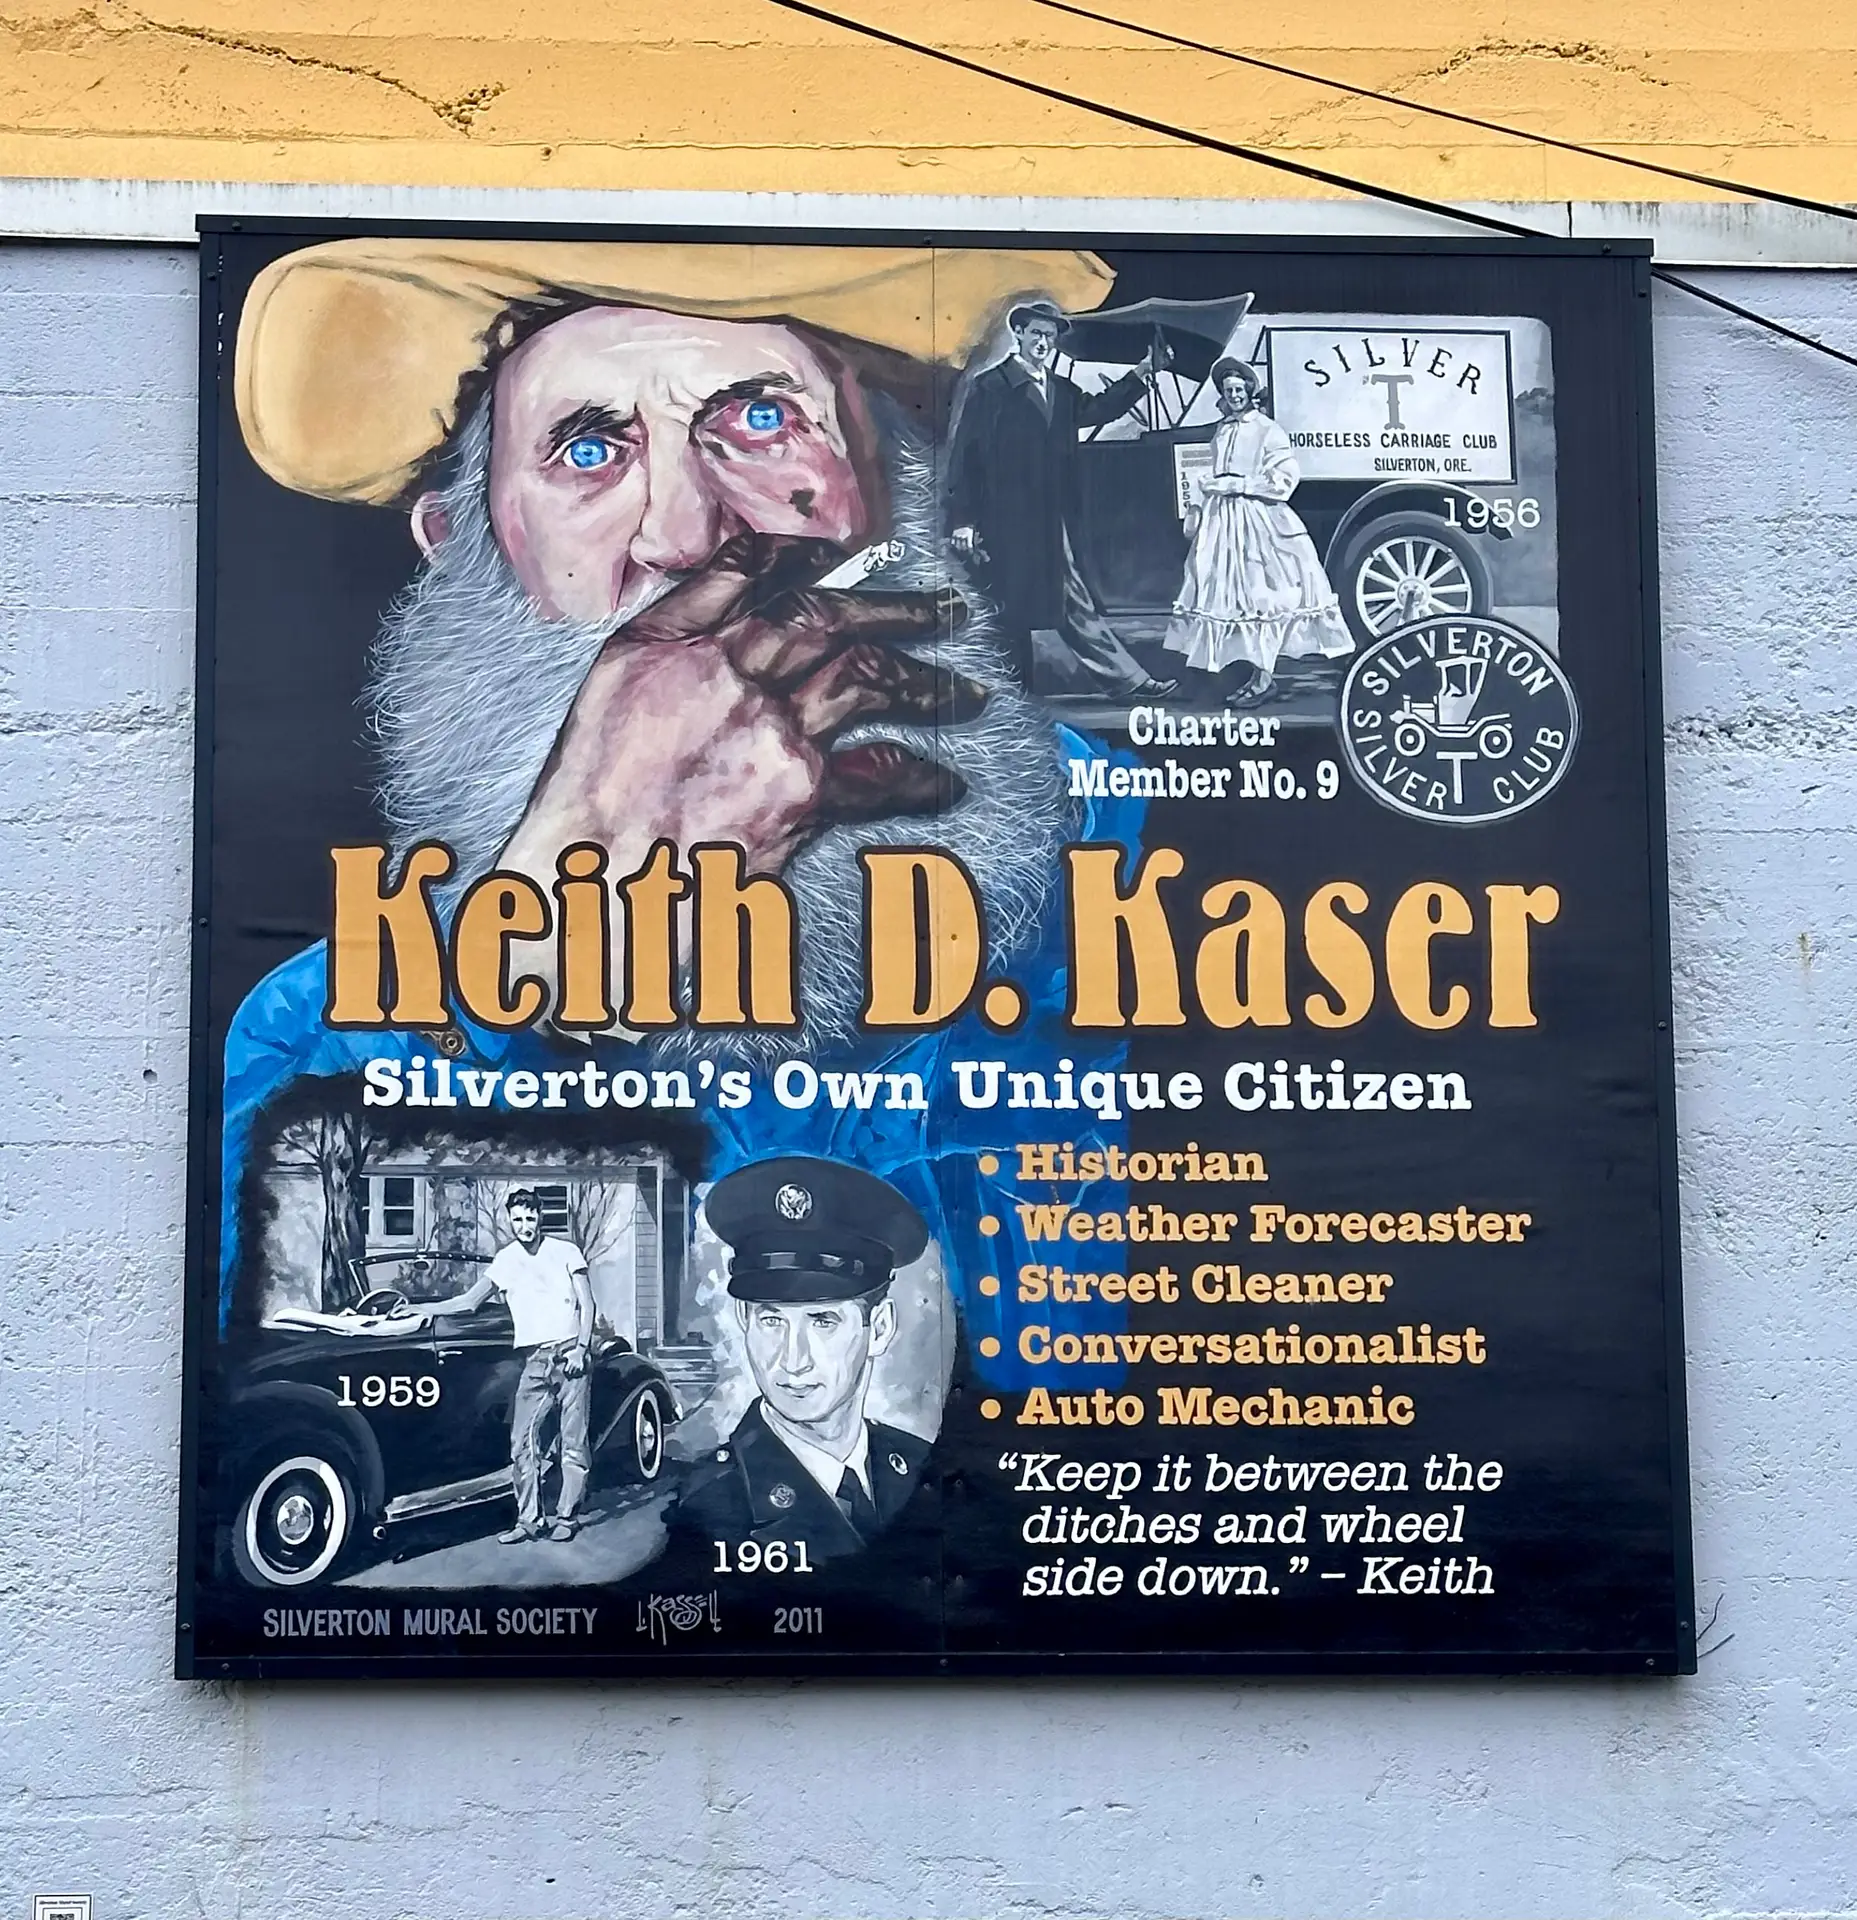 SILVER
T
HORSELESS CARRIAGE CLUB
SILVERTON, ORE.
1956
1956
SILVERTON
SILVER T CLUB
Charter
Member No. 9
Keith D. Kaser
Silverton's Own Unique Citizen
• Historian
• Weather Forecaster
• Street Cleaner
• Conversationalist
• Auto Mechanic
"Keep it between the
ditches and wheel
side down." – Keith
1959
1961
SILVERTON MURAL SOCIETY L.KASSELL 2011